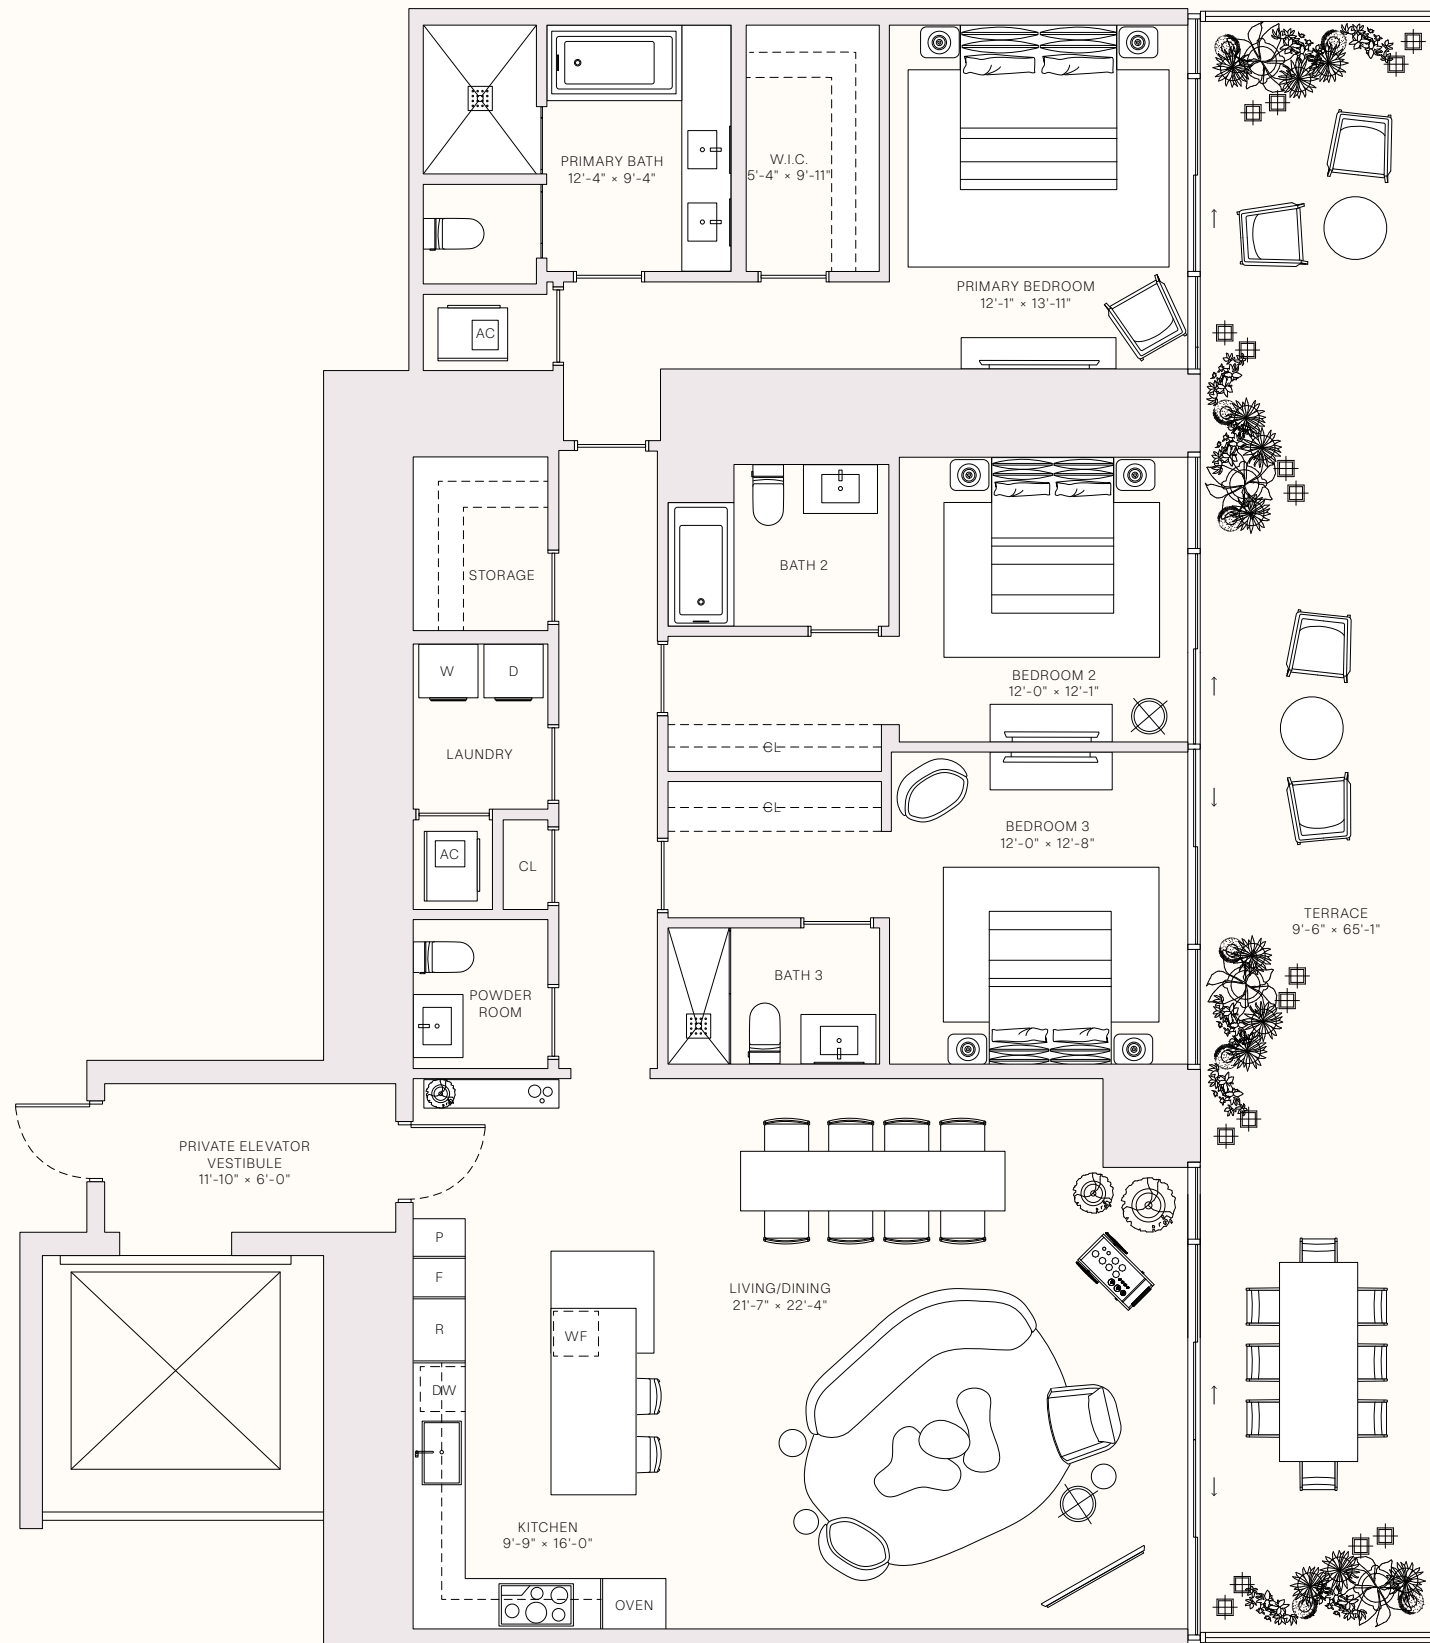 PRIMARY BATH
12'-4" × 9'-4"
W.I.C.
5'-4" × 9'-11"
PRIMARY BEDROOM
12'-1" × 13'-11"
AC
STORAGE
BATH 2
W
D
BEDROOM 2
12'-0" × 12'-1"
LAUNDRY
CL
CL
BEDROOM 3
12'-0" × 12'-8"
AC
CL
TERRACE
9'-6" × 65'-1"
POWDER
ROOM
BATH 3
PRIVATE ELEVATOR
VESTIBULE
11'-10" × 6'-0"
P
F
R
DW
WF
LIVING/DINING
21'-7" × 22'-4"
KITCHEN
9'-9" × 16'-0"
OVEN